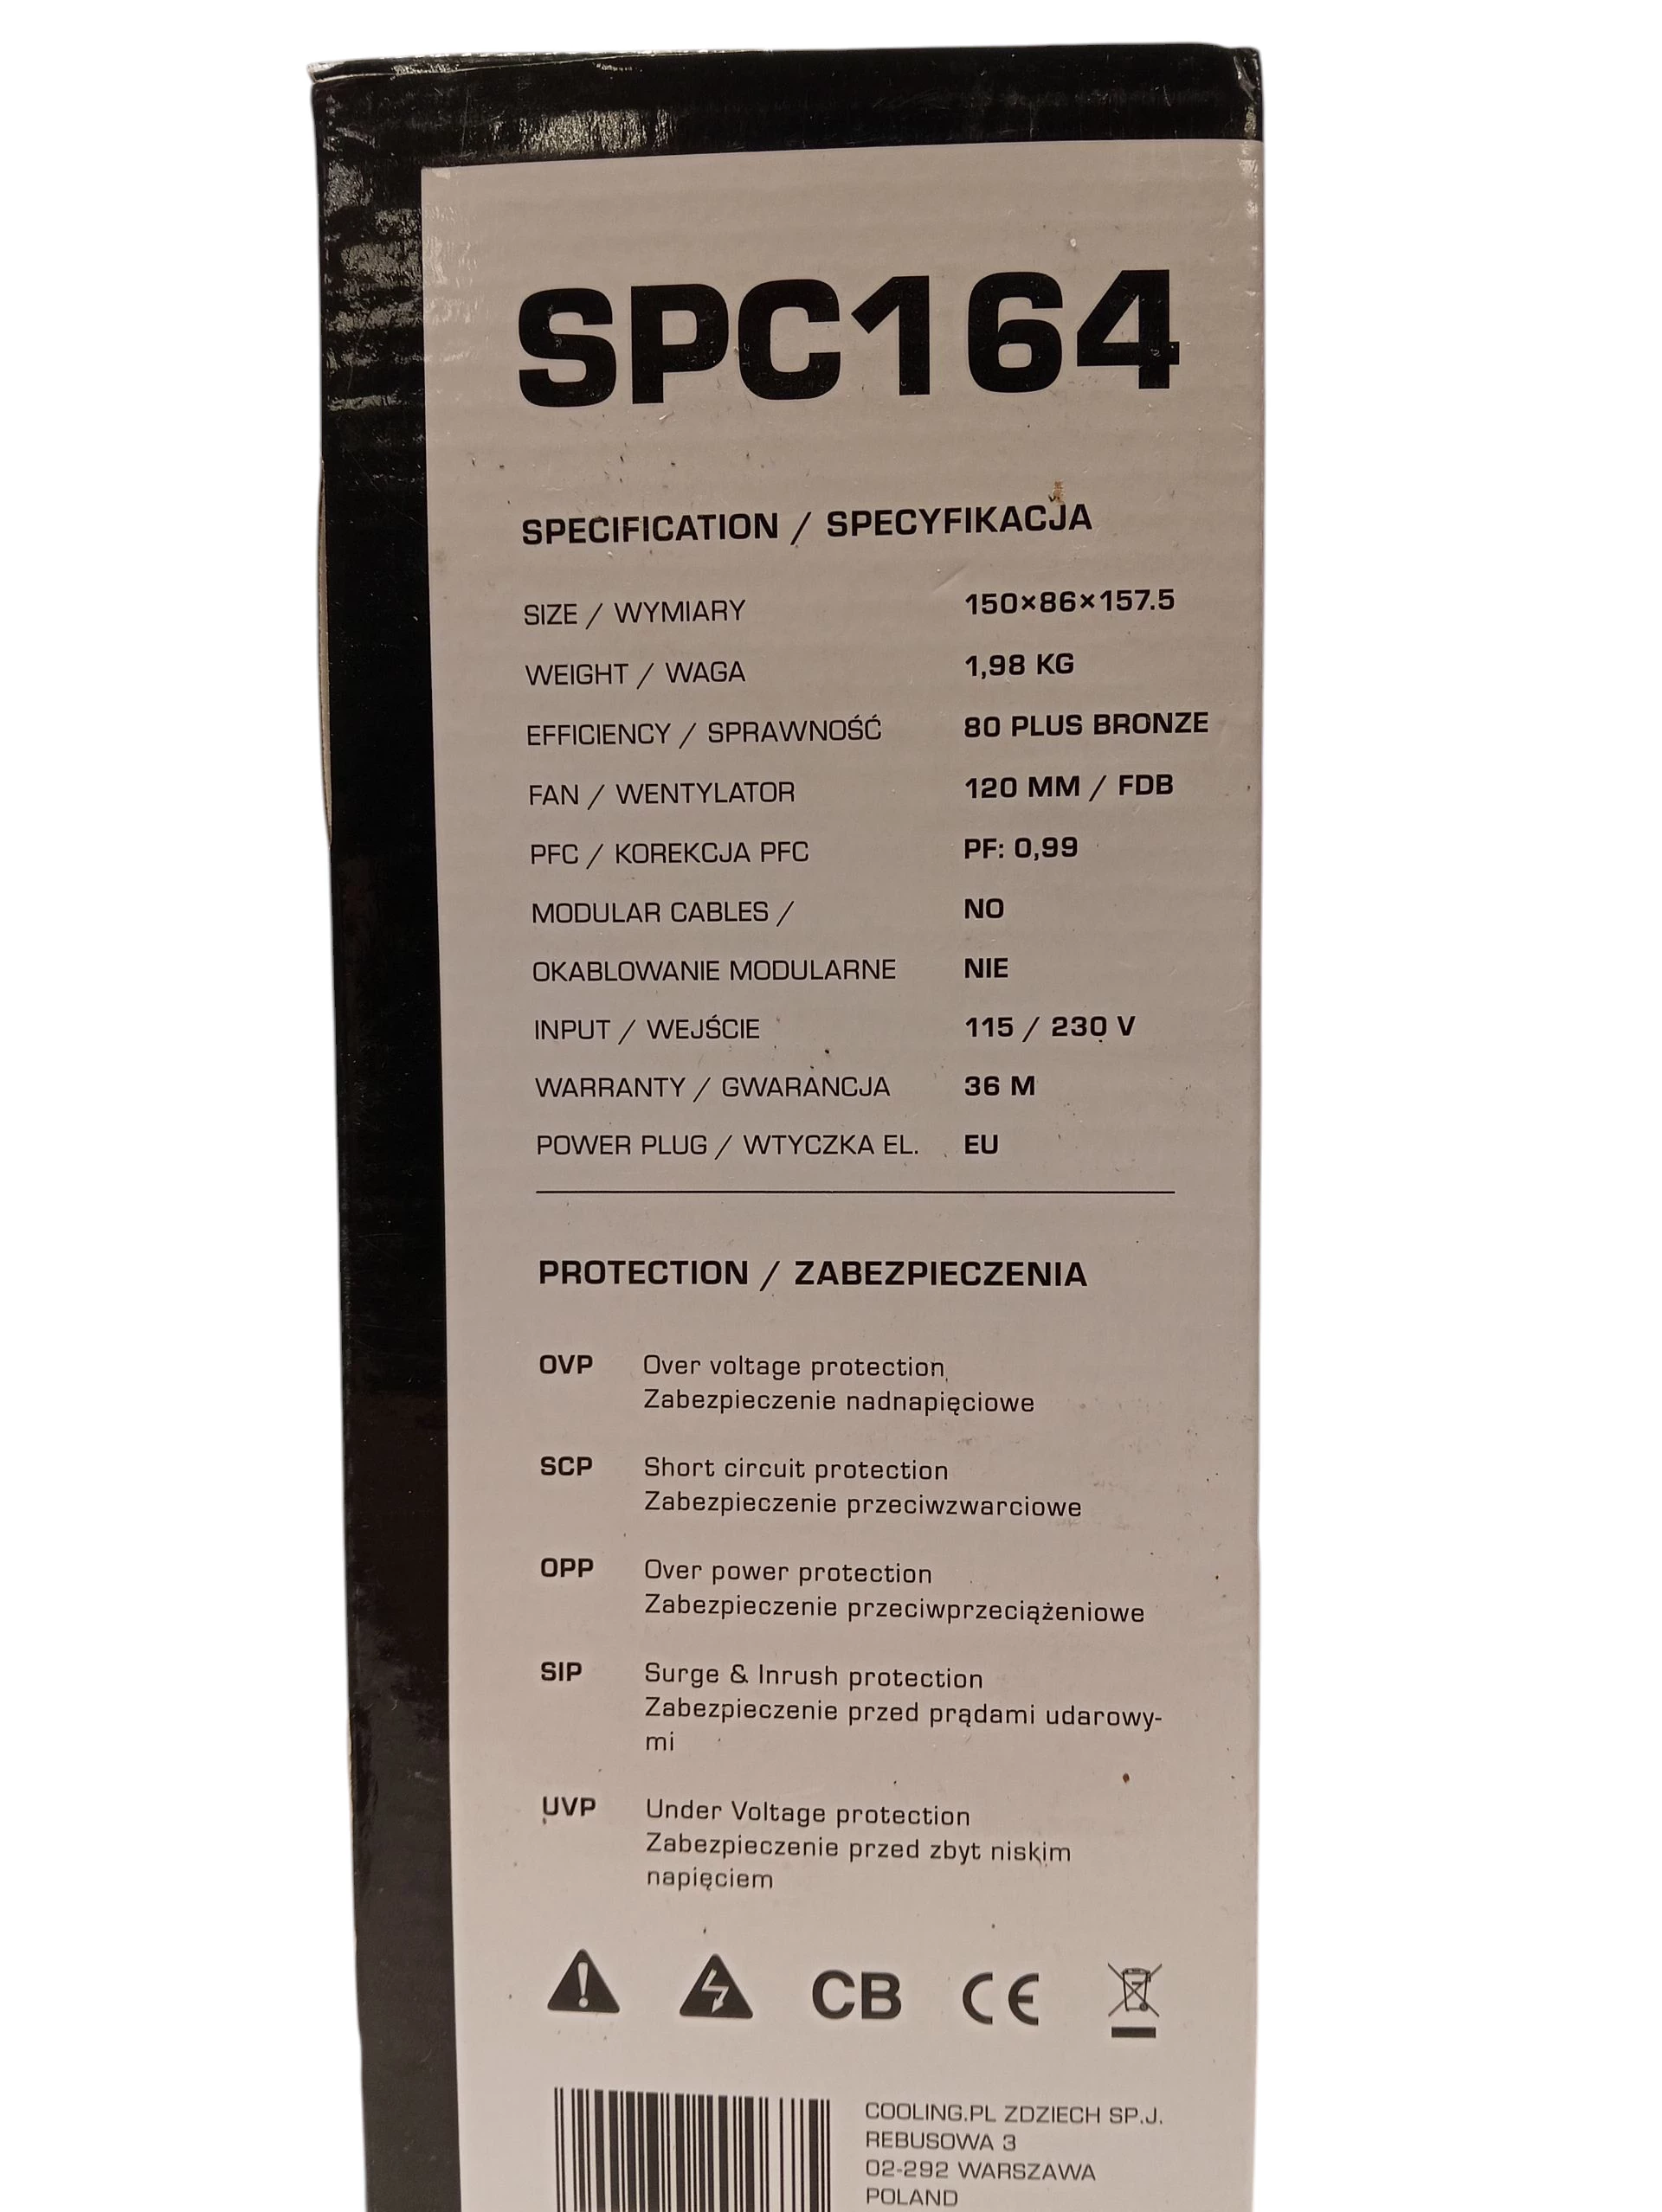 SPC164
SPECIFICATION / SPECYFIKACJA
SIZE / WYMIARY 150×86×157.5
WEIGHT / WAGA 1,98 KG
EFFICIENCY / SPRAWNOŚĆ 80 PLUS BRONZE
FAN / WENTYLATOR 120 MM / FDB
PFC / KOREKCJA PFC PF: 0,99
MODULAR CABLES / NO
OKABLOWANIE MODULARNE NIE
INPUT / WEJŚCIE 115 / 230 V
WARRANTY / GWARANCJA 36 M
POWER PLUG / WTYCZKA EL. EU
PROTECTION / ZABEZPIECZENIA
OVP Over voltage protection
Zabezpieczenie nadnapięciowe
SCP Short circuit protection
Zabezpieczenie przeciwzwarciowe
OPP Over power protection
Zabezpieczenie przeciwprzeciążeniowe
SIP Surge & Inrush protection
Zabezpieczenie przed prądami udarowy-
mi
UVP Under Voltage protection
Zabezpieczenie przed zbyt niskim
napięciem
CB CE
COOLING.PL ZDZIECH SP.J.
REBUSOWA 3
02-292 WARSZAWA
POLAND